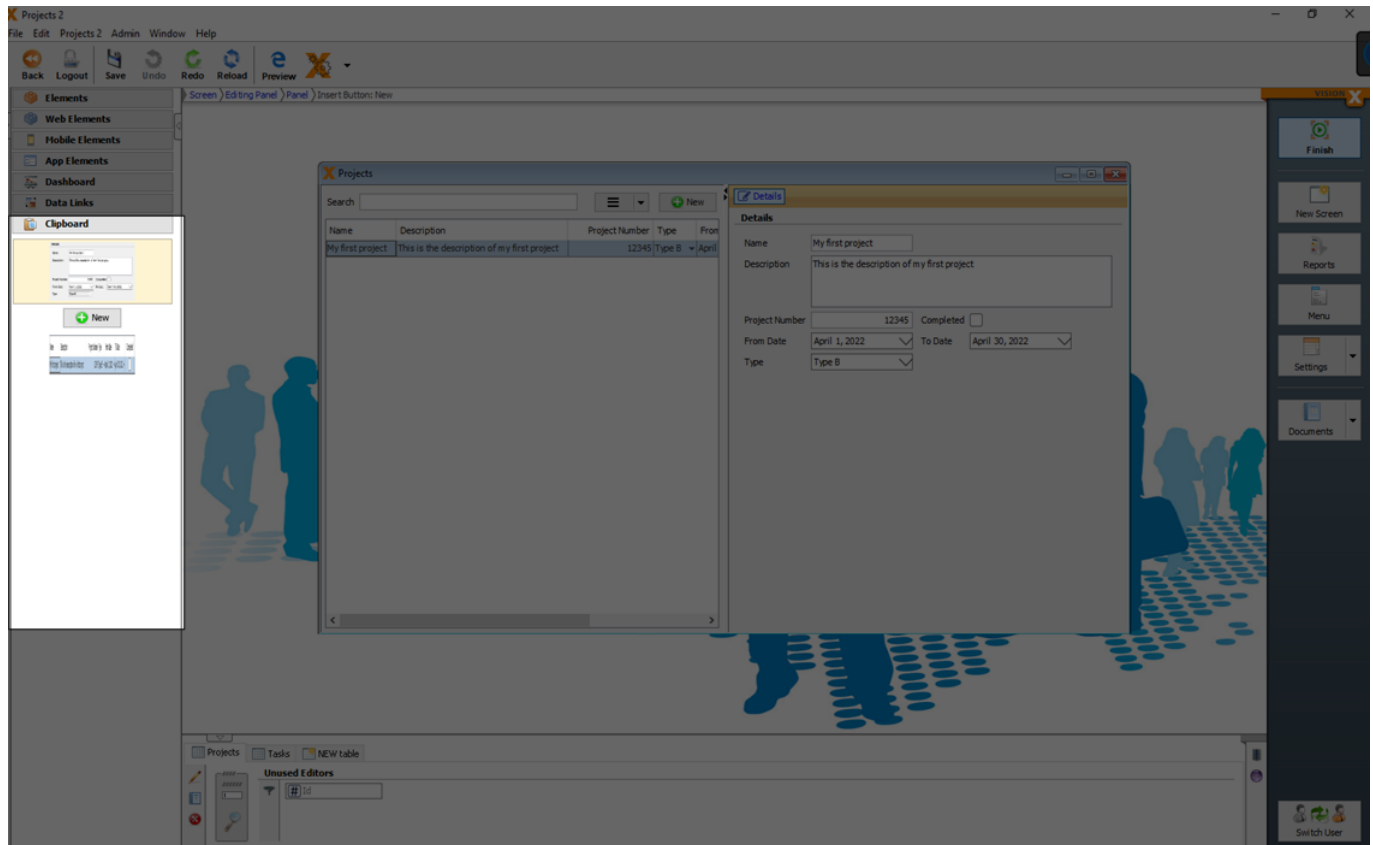 Projects 2
File Edit Projects 2 Admin Window Help
Back Logout Save Undo Redo Reload Preview
Elements
Web Elements
Mobile Elements
App Elements
Dashboard
Data Links
Clipboard
New
Screen Editing Panel Panel Insert Button: New
Projects
Search New
Name Description Project Number Type From
My first project This is the description of my first project 12345 Type B April
Details
Details
Name My first project
Description This is the description of my first project
Project Number 12345 Completed
From Date April 1, 2022 To Date April 30, 2022
Type Type B
VISION X
Finish
New Screen
Reports
Menu
Settings
Documents
Switch User
Projects Tasks NEW table
Unused Editors
# Id